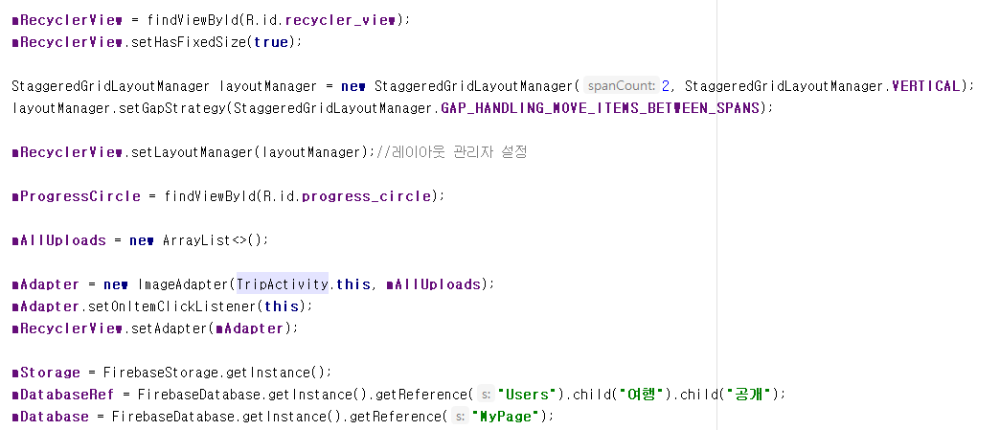 mRecyclerView = findViewById(R.id.recycler_view);
mRecyclerView.setHasFixedSize(true);
StaggeredGridLayoutManager layoutManager = new StaggeredGridLayoutManager( spanCount: 2, StaggeredGridLayoutManager.VERTICAL);
layoutManager.setGapStrategy(StaggeredGridLayoutManager.GAP_HANDLING_MOVE_ITEMS_BETWEEN_SPANS);
mRecyclerView.setLayoutManager(layoutManager);//레이아웃 관리자 설정
mProgressCircle = findViewById(R.id.progress_circle);
mAllUploads = new ArrayList<>();
mAdapter = new ImageAdapter(TripActivity.this, mAllUploads);
mAdapter.setOnItemClickListener(this);
mRecyclerView.setAdapter(mAdapter);
mStorage = FirebaseStorage.getInstance();
mDatabaseRef = FirebaseDatabase.getInstance().getReference( s: "Users").child("여행").child("공개");
mDatabase = FirebaseDatabase.getInstance().getReference( s: "MyPage");